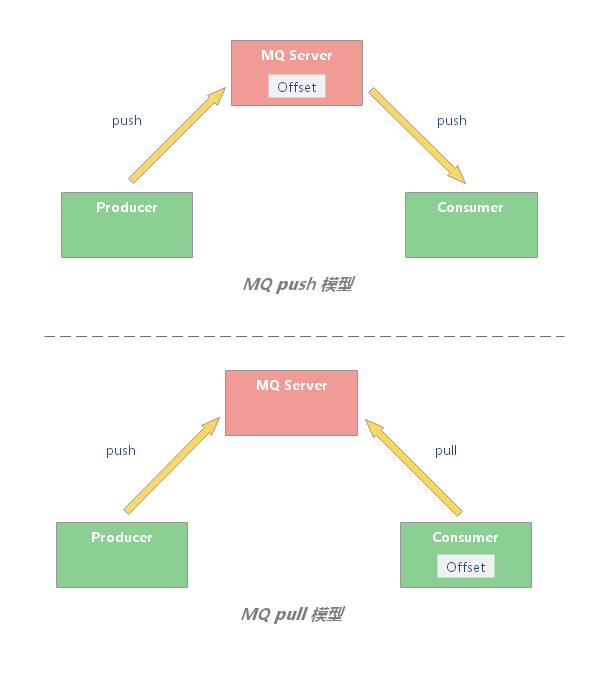 MQ Server
Offset
push
push
Producer
Consumer
MQ push 模型
MQ Server
push
pull
Producer
Consumer
Offset
MQ pull 模型